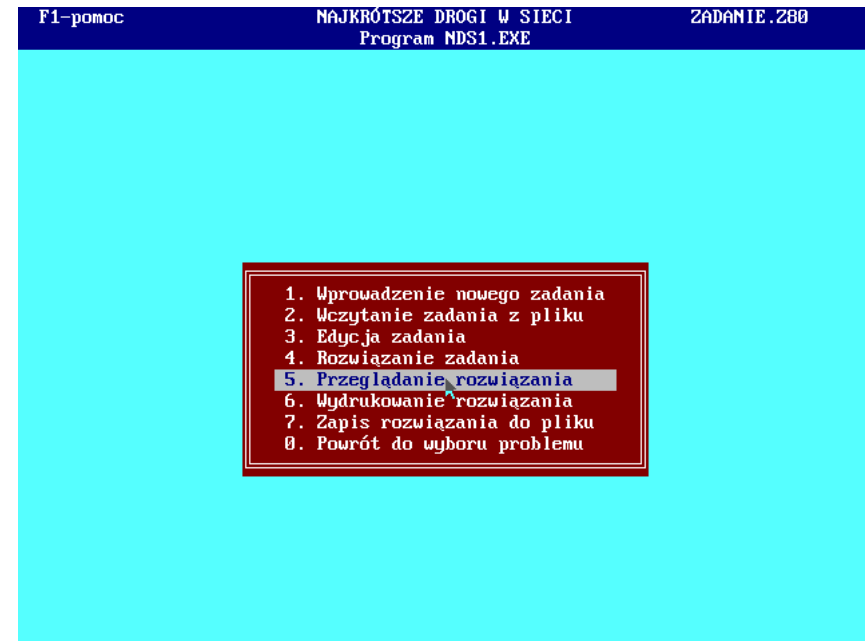 F1-pomoc NAJKRÓTSZE DROGI W SIECI ZADANIE.Z80
Program NDS1.EXE
1. Wprowadzenie nowego zadania
2. Wczytanie zadania z pliku
3. Edycja zadania
4. Rozwiązanie zadania
5. Przeglądanie rozwiązania
6. Wydrukowanie rozwiązania
7. Zapis rozwiązania do pliku
0. Powrót do wyboru problemu